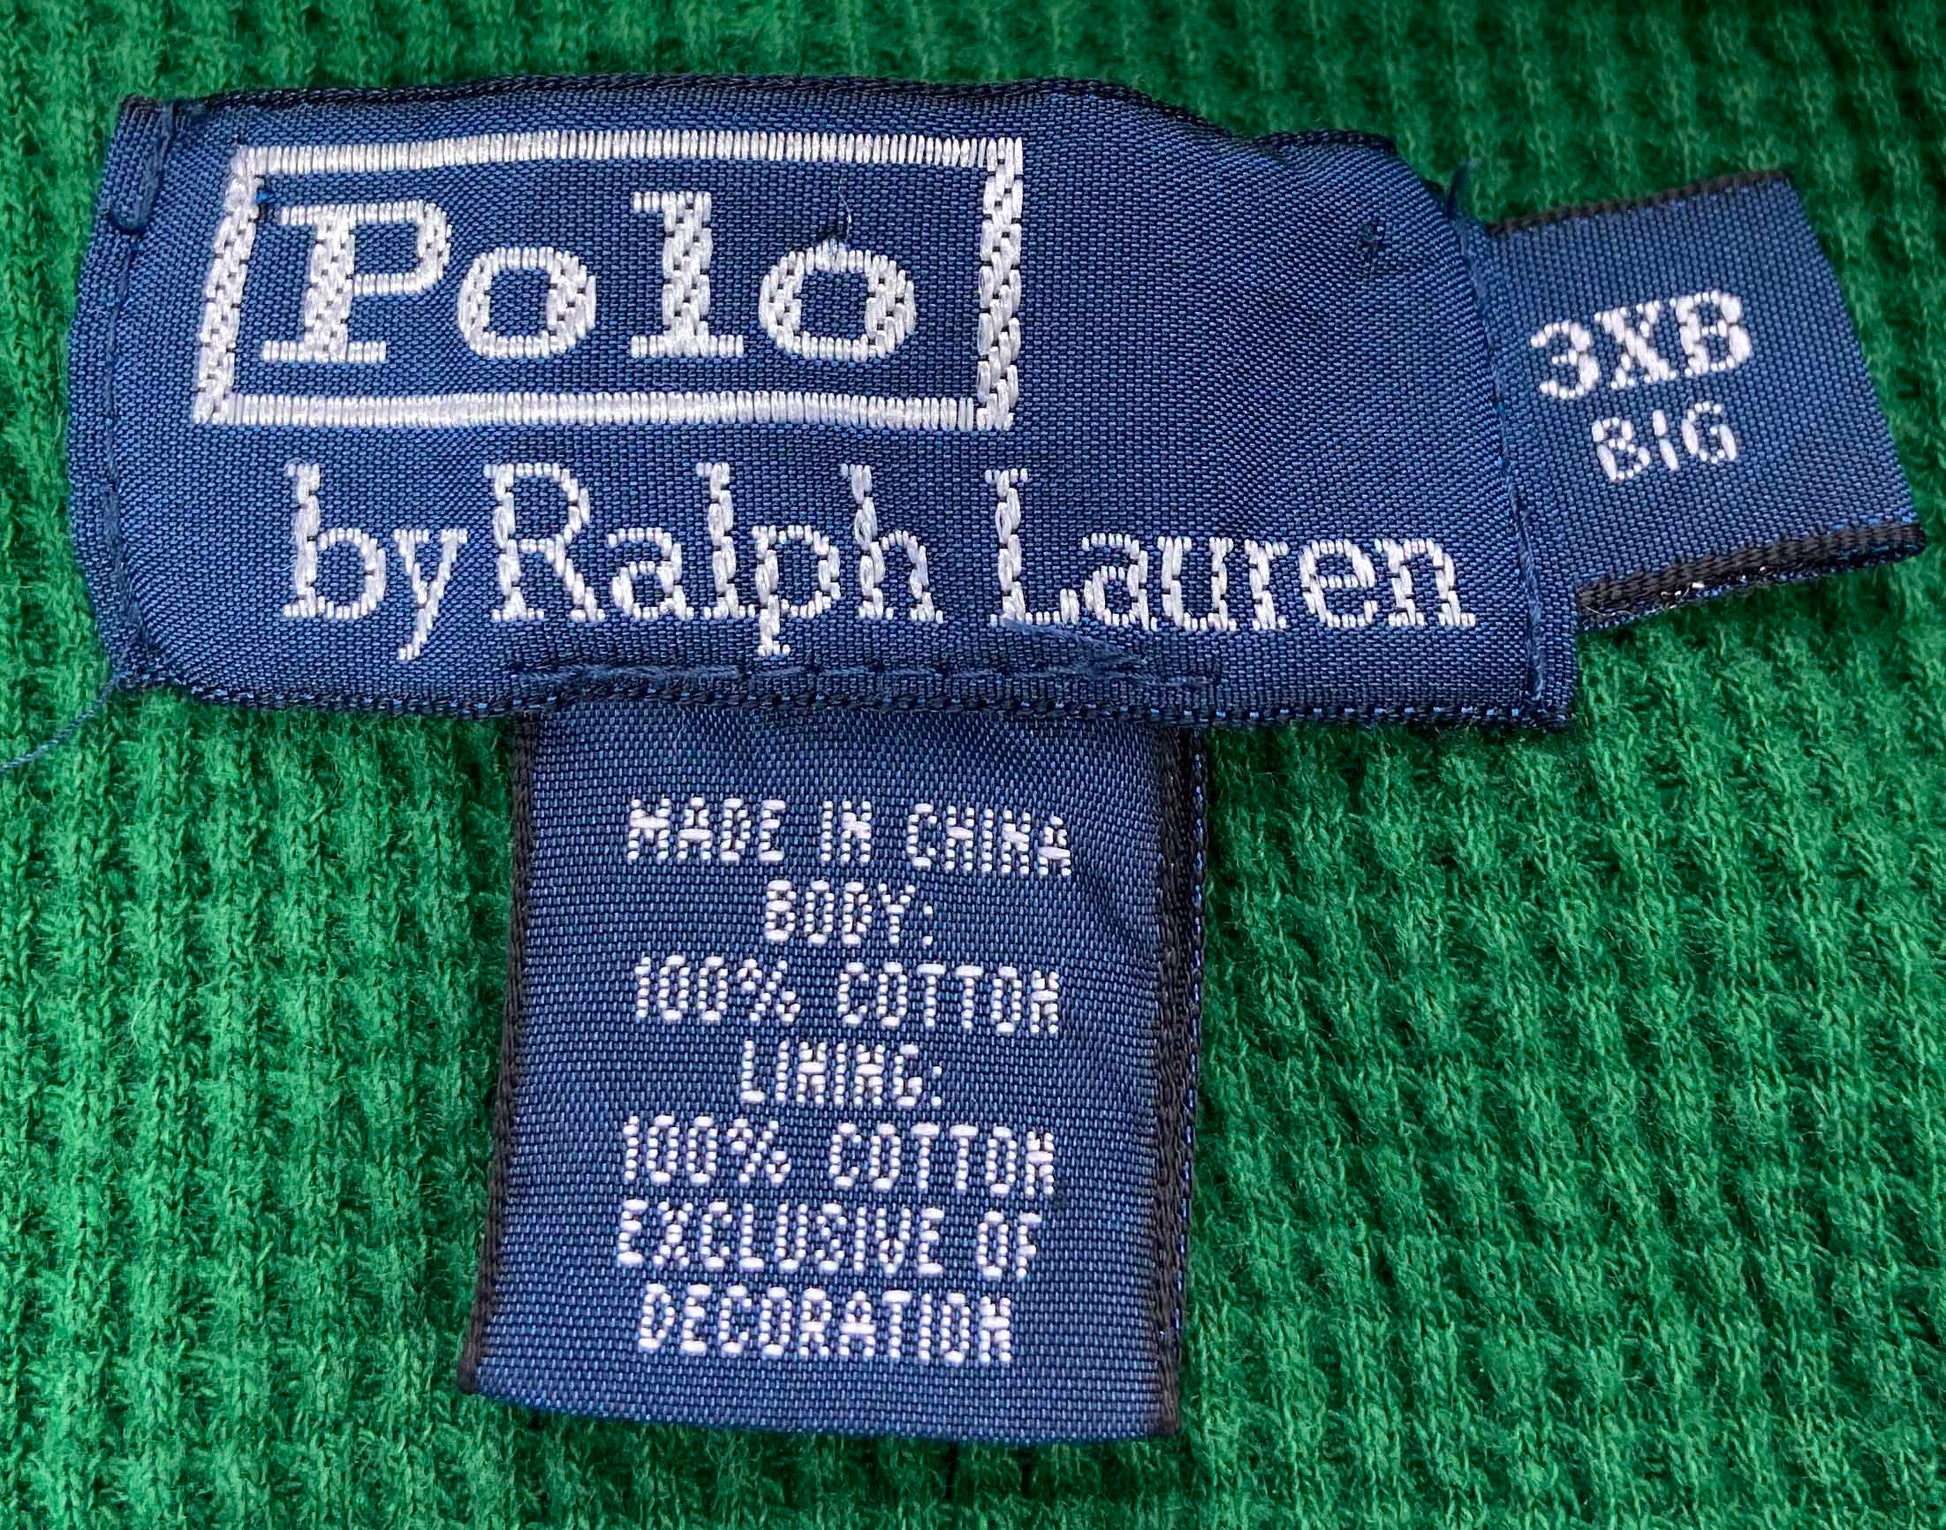 Polo
by Ralph Lauren
3XB
BIG
MADE IN CHINA
BODY:
100% COTTON
LINING:
100% COTTON
EXCLUSIVE OF
DECORATION